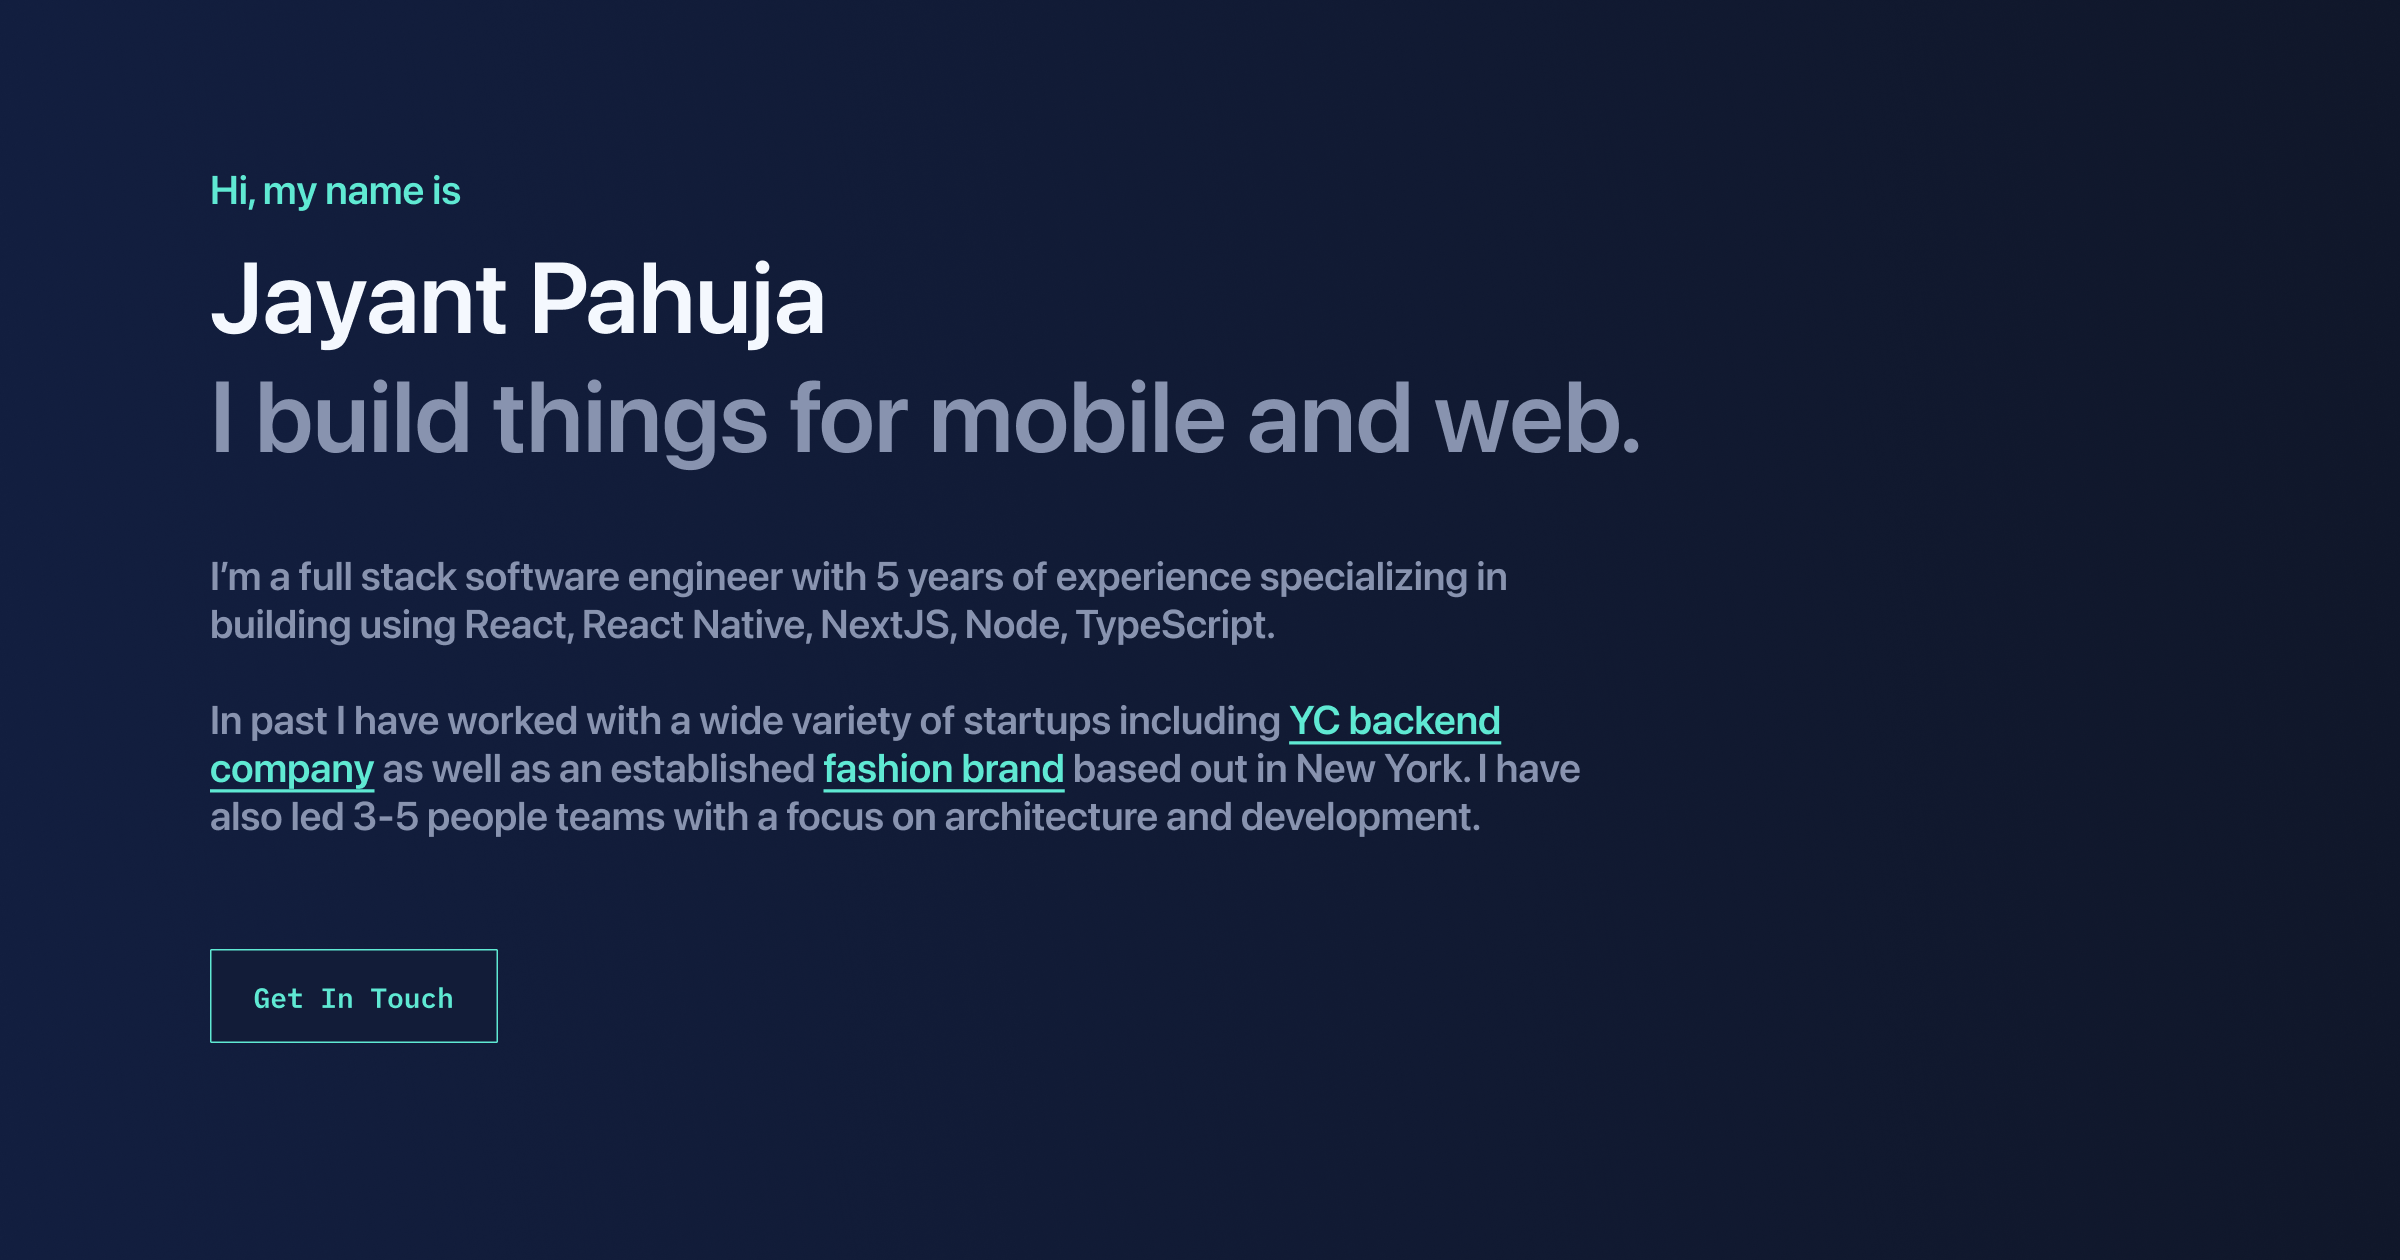 Hi, my name is
Jayant Pahuja
I build things for mobile and web.
I’m a full stack software engineer with 5 years of experience specializing in
building using React, React Native, NextJS, Node, TypeScript.
In past I have worked with a wide variety of startups including YC backend
company as well as an established fashion brand based out in New York. I have
also led 3-5 people teams with a focus on architecture and development.
Get In Touch